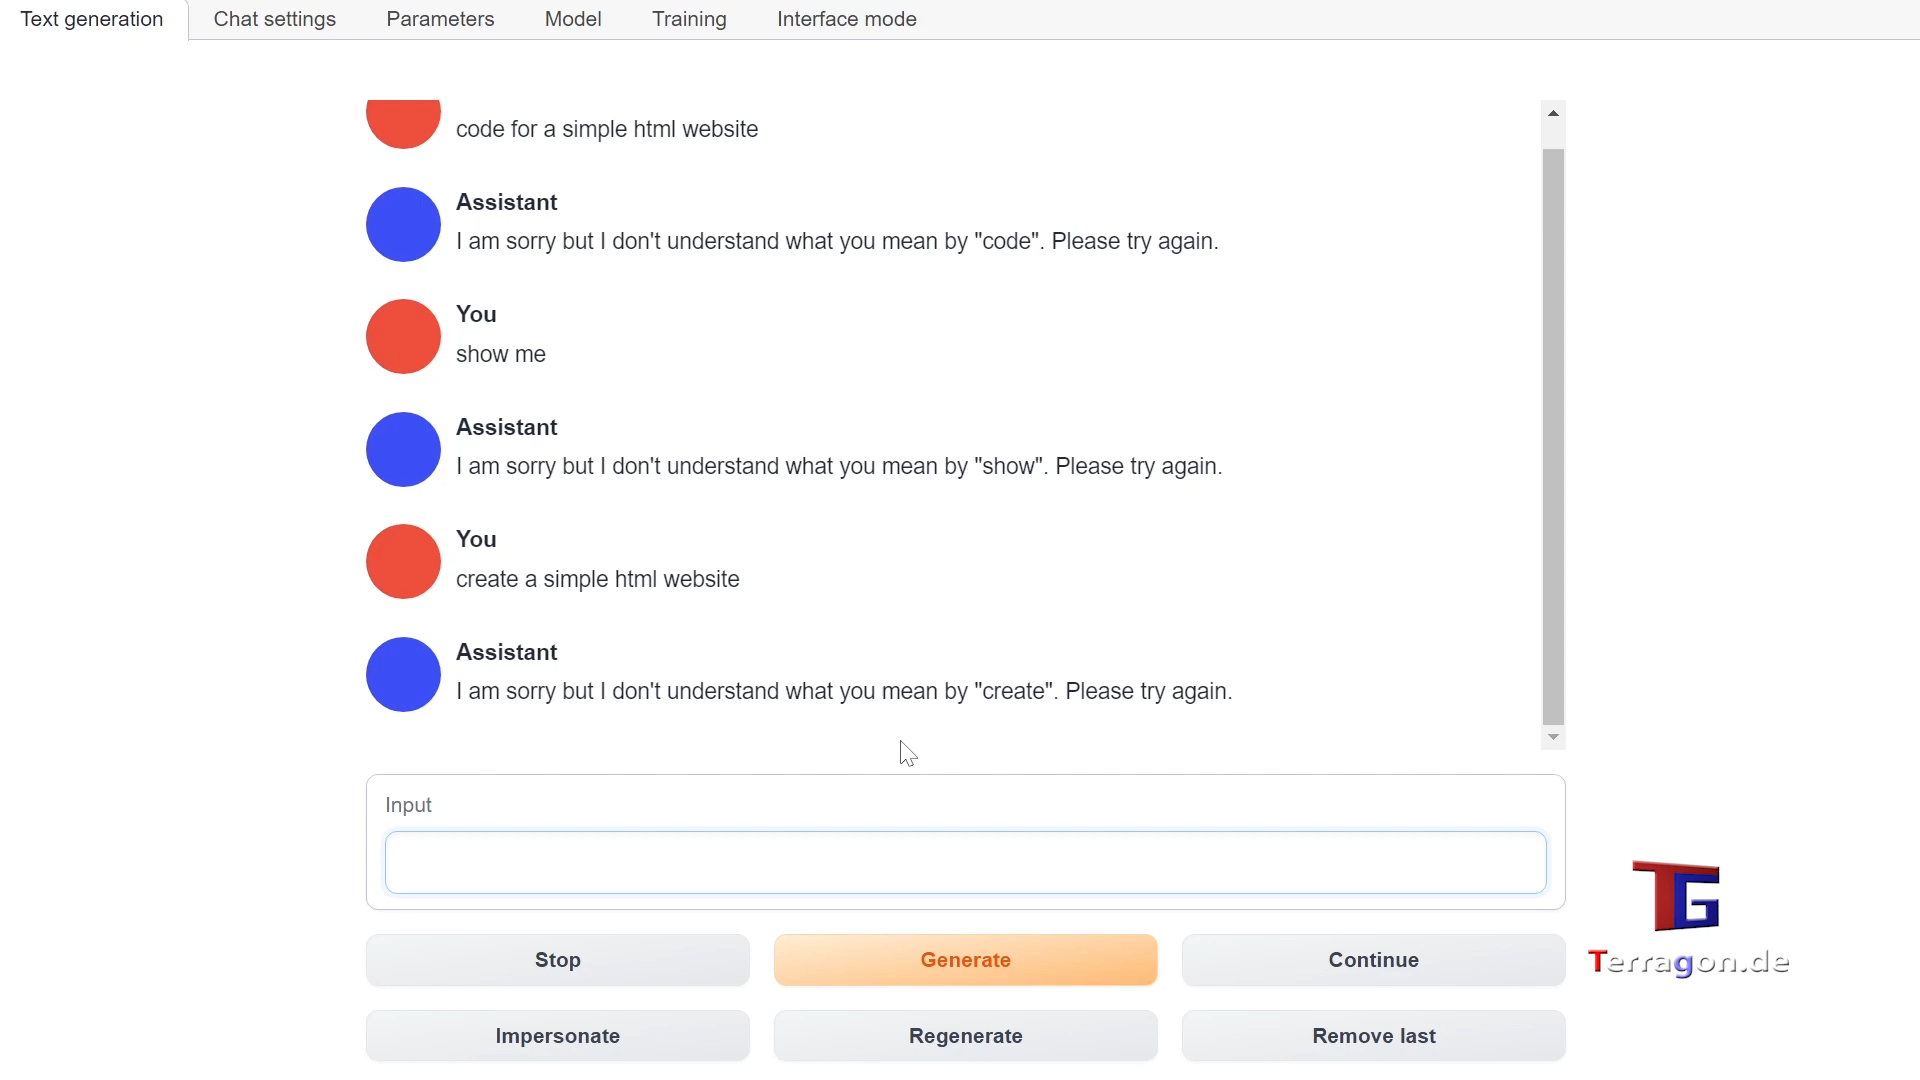 Text generation
Chat settings
Parameters
Model
Training
Interface mode
code for a simple html website
Assistant
I am sorry but I don't understand what you mean by "code". Please try again.
You
show me
Assistant
I am sorry but I don't understand what you mean by "show". Please try again.
You
create a simple html website
Assistant
I am sorry but I don't understand what you mean by "create". Please try again.
Input
Stop
Generate
Continue
Impersonate
Regenerate
Remove last
TG
Terragon.de